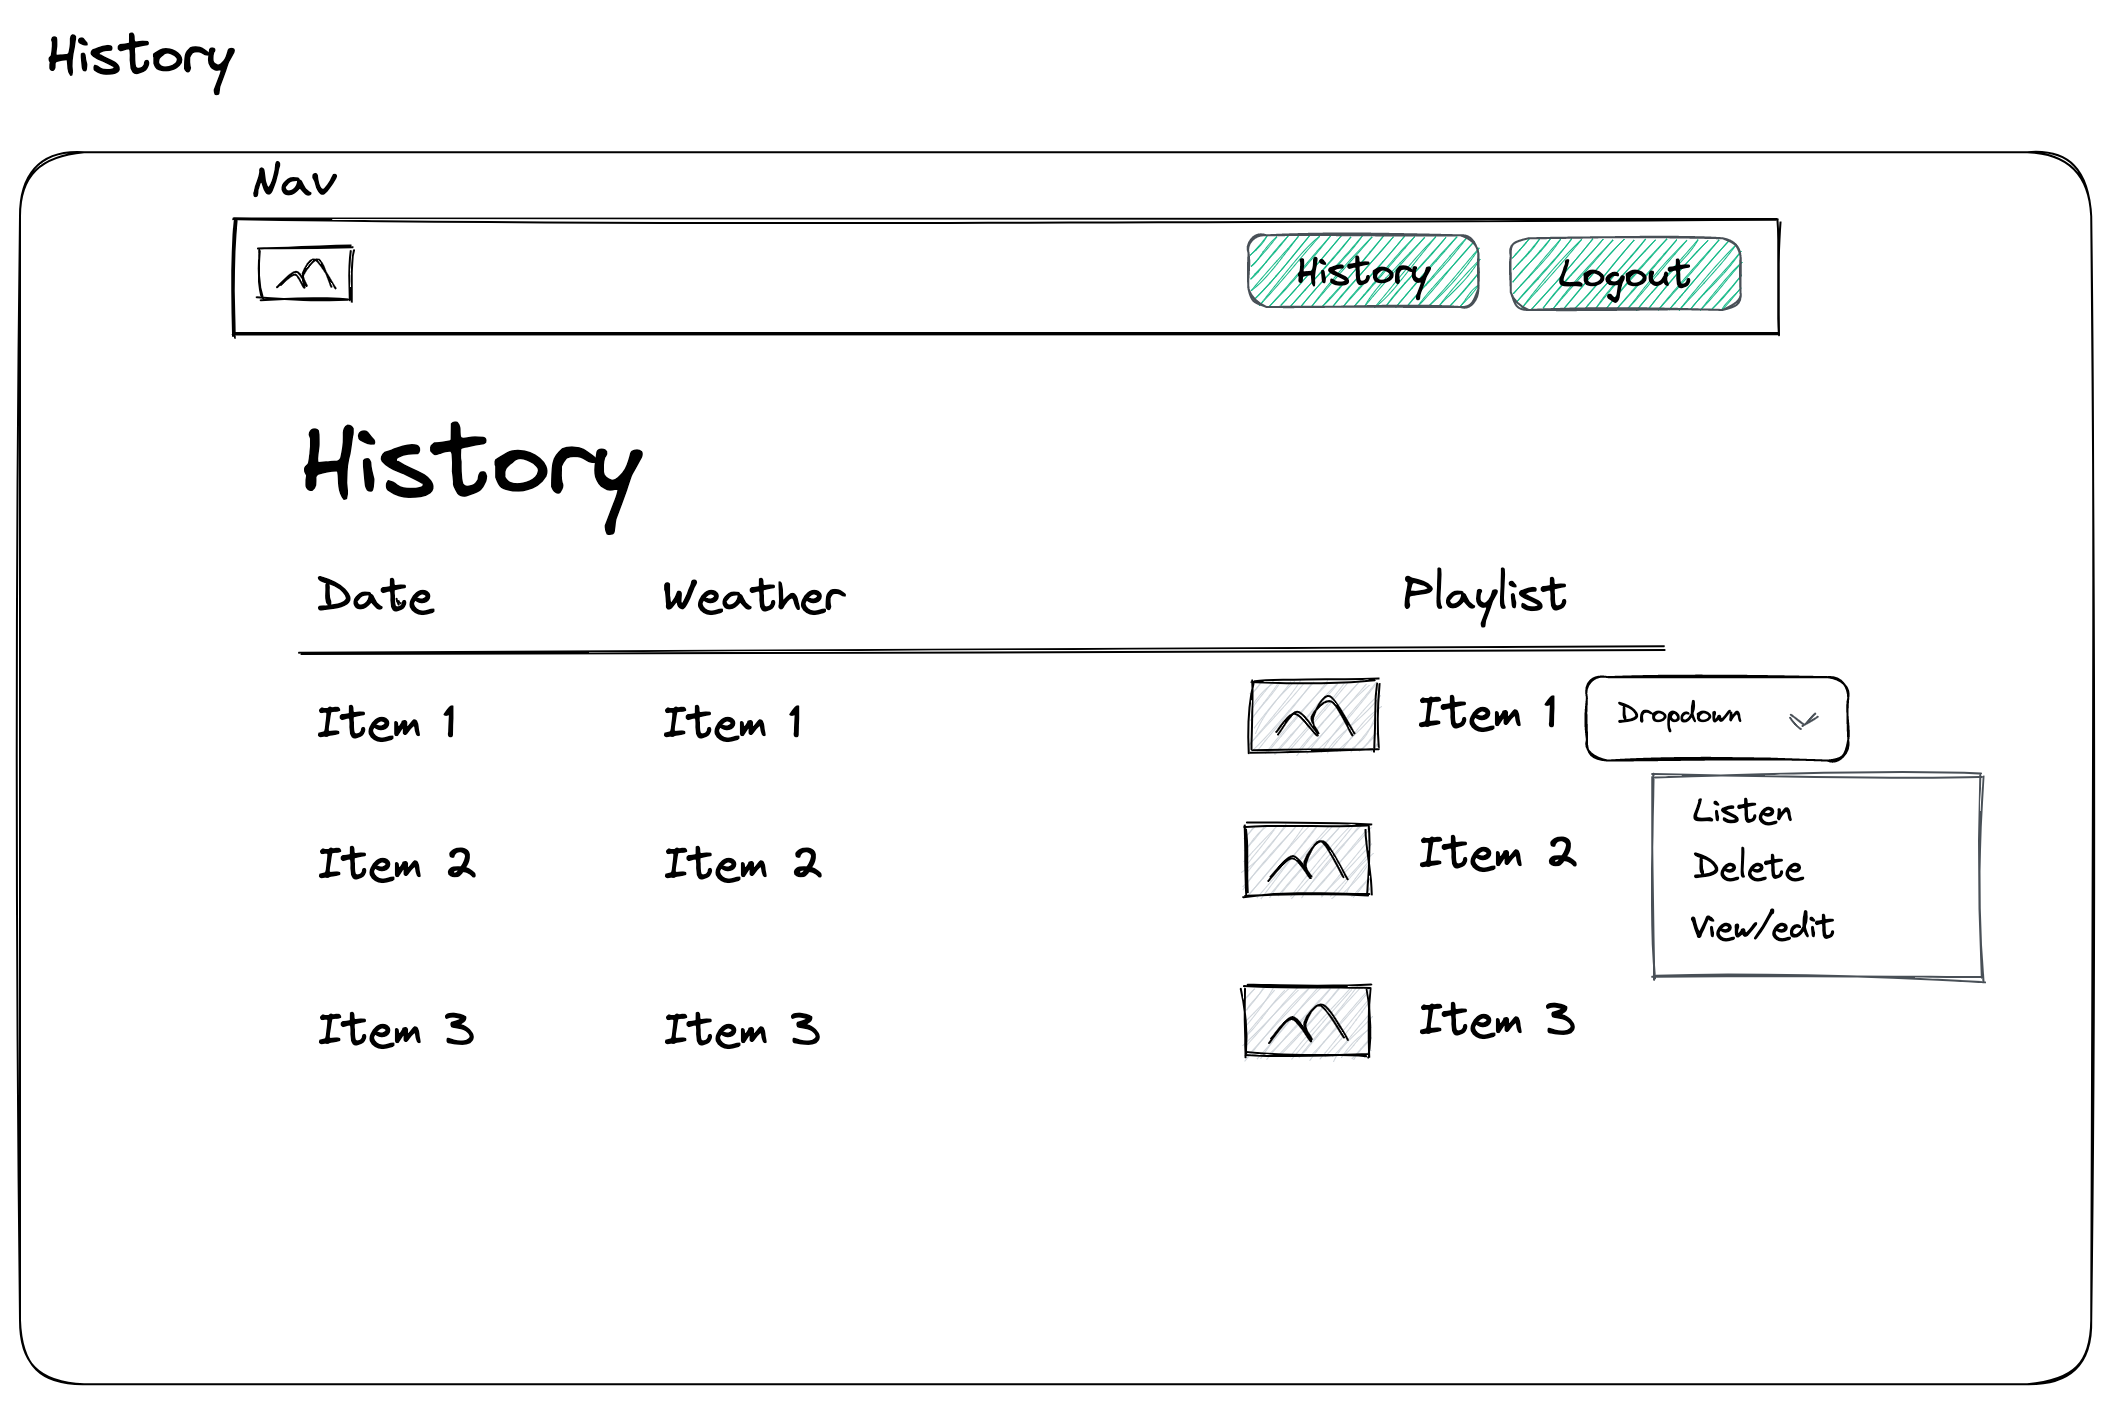 History
Nav
History Logout
History
Date Weather Playlist
Item 1 Item 1 Item 1 Dropdown
Listen
Item 2 Item 2 Item 2
Delete
View/edit
Item 3 Item 3 Item 3